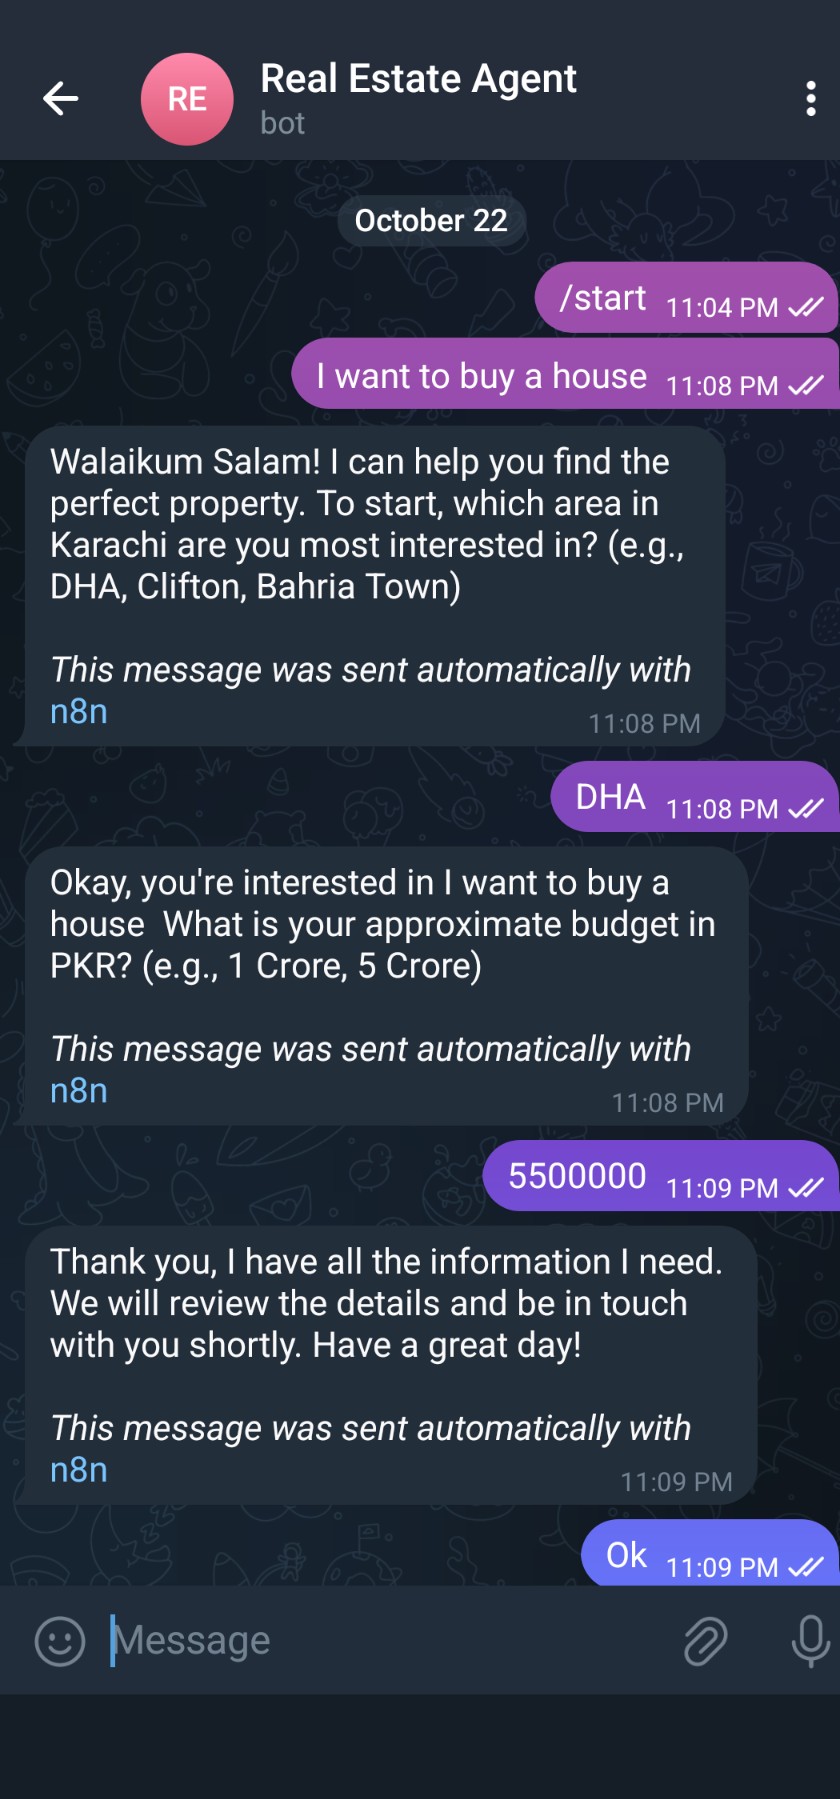 RE
Real Estate Agent
bot
October 22
/start 11:04 PM
I want to buy a house 11:08 PM
Walaikum Salam! I can help you find the
perfect property. To start, which area in
Karachi are you most interested in? (e.g.,
DHA, Clifton, Bahria Town)
This message was sent automatically with
n8n
11:08 PM
DHA 11:08 PM
Okay, you're interested in I want to buy a
house  What is your approximate budget in
PKR? (e.g., 1 Crore, 5 Crore)
This message was sent automatically with
n8n
11:08 PM
5500000 11:09 PM
Thank you, I have all the information I need.
We will review the details and be in touch
with you shortly. Have a great day!
This message was sent automatically with
n8n
11:09 PM
Ok 11:09 PM
Message